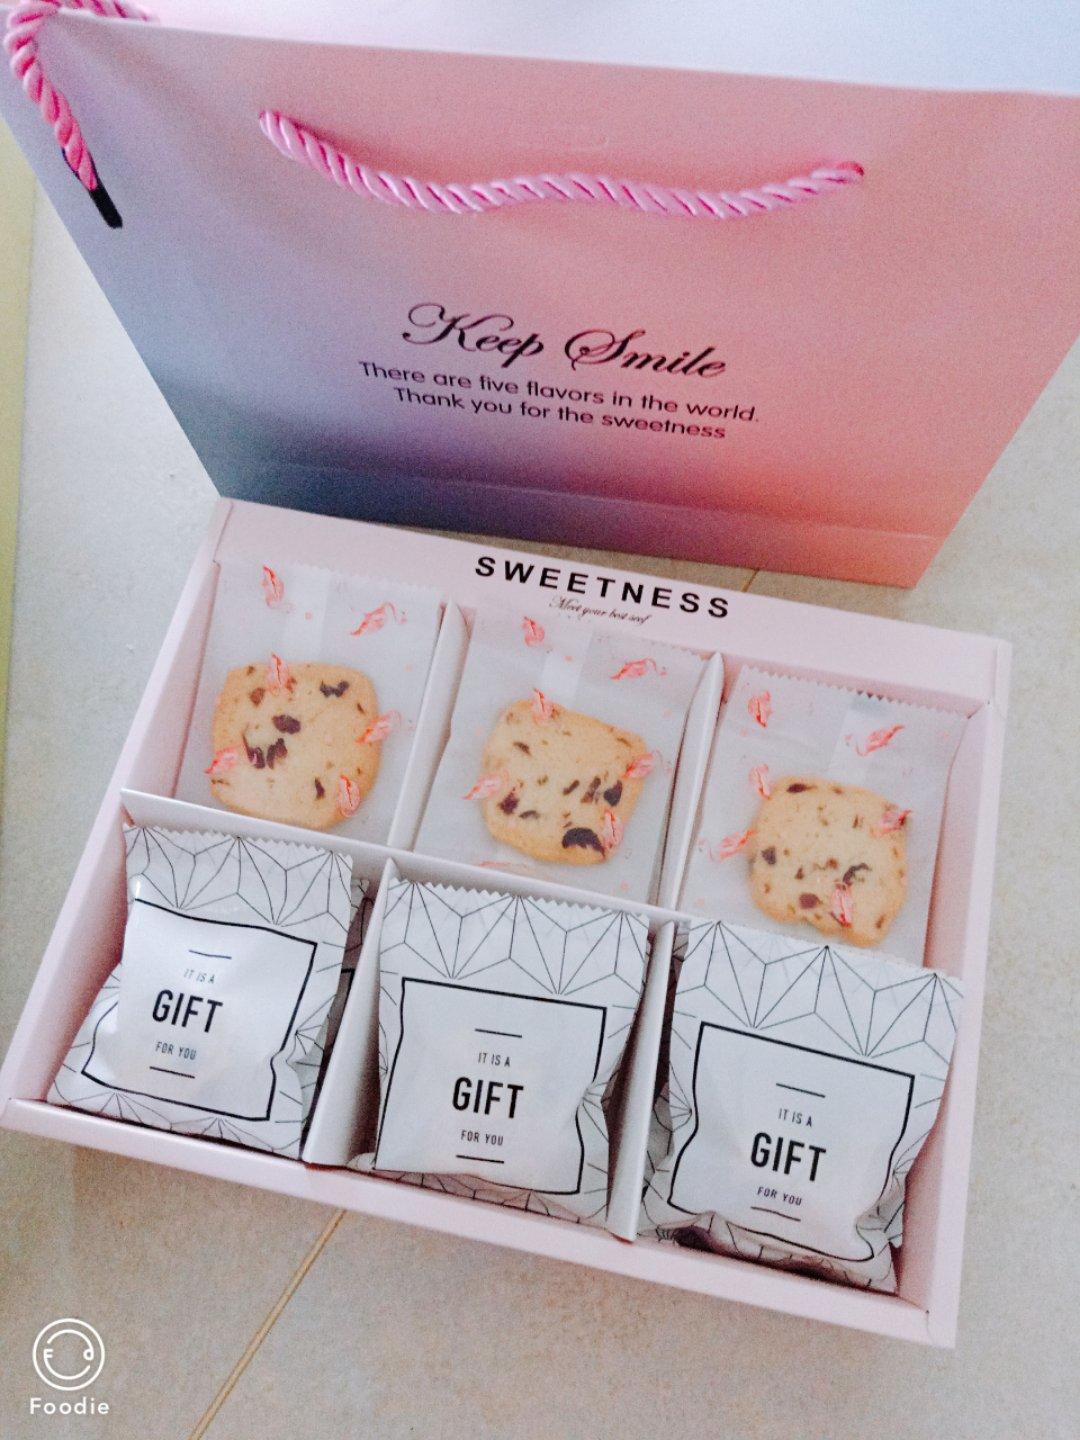 Keep Smile
There are five flavors in the world.
Thank you for the sweetness
SWEETNESS
Meet your best seef
IT IS A
GIFT
FOR YOU
IT IS A
GIFT
FOR YOU
IT IS A
GIFT
FOR YOU
Foodie